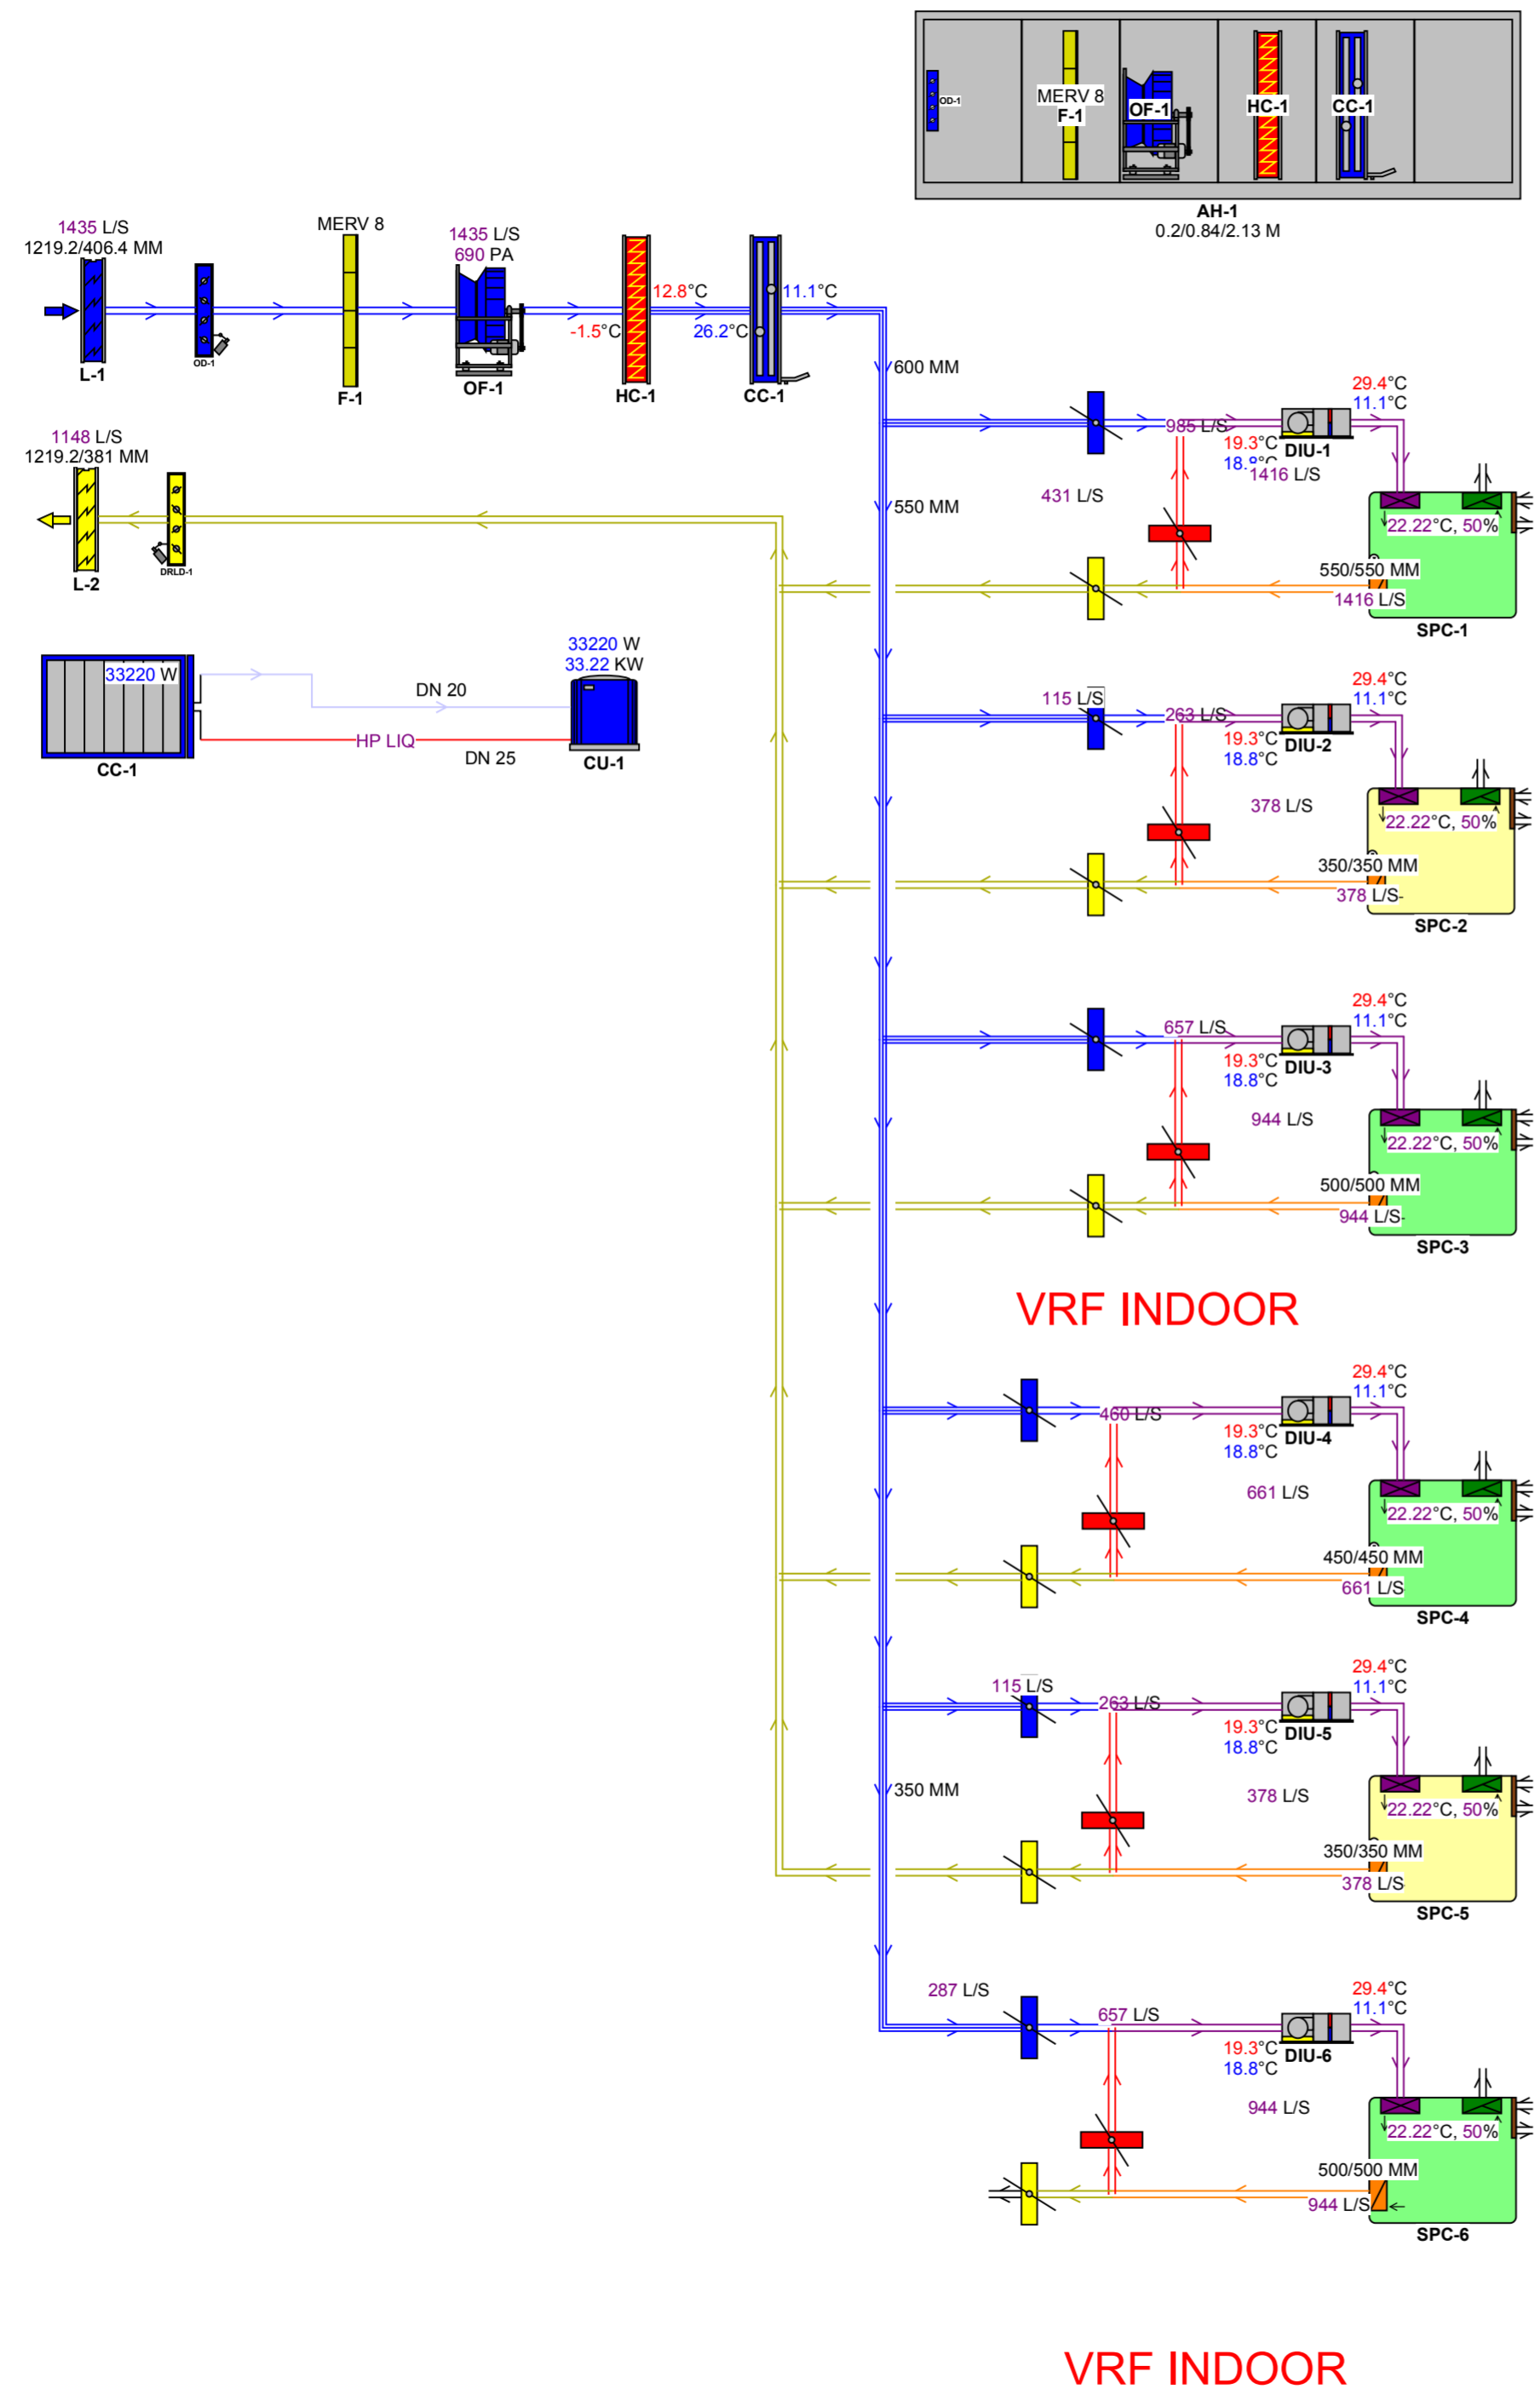 OD-1
MERV 8
F-1
OF-1
HC-1
CC-1
AH-1
0.2/0.84/2.13 M
1435 L/S
1219.2/406.4 MM
L-1
OD-1
MERV 8
F-1
1435 L/S
690 PA
OF-1
-1.5°C
12.8°C
HC-1
26.2°C
11.1°C
CC-1
600 MM
550 MM
350 MM
1148 L/S
1219.2/381 MM
L-2
DRLD-1
33220 W
CC-1
DN 20
HP LIQ
DN 25
33220 W
33.22 KW
CU-1
985 L/S
431 L/S
19.3°C
18.8°C
1416 L/S
DIU-1
29.4°C
11.1°C
22.22°C, 50%
550/550 MM
1416 L/S
SPC-1
115 L/S
263 L/S
19.3°C
18.8°C
378 L/S
DIU-2
29.4°C
11.1°C
22.22°C, 50%
350/350 MM
378 L/S
SPC-2
657 L/S
19.3°C
18.8°C
944 L/S
DIU-3
29.4°C
11.1°C
22.22°C, 50%
500/500 MM
944 L/S
SPC-3
VRF INDOOR
460 L/S
19.3°C
18.8°C
661 L/S
DIU-4
29.4°C
11.1°C
22.22°C, 50%
450/450 MM
661 L/S
SPC-4
115 L/S
263 L/S
19.3°C
18.8°C
378 L/S
DIU-5
29.4°C
11.1°C
22.22°C, 50%
350/350 MM
378 L/S
SPC-5
287 L/S
657 L/S
19.3°C
18.8°C
944 L/S
DIU-6
29.4°C
11.1°C
22.22°C, 50%
500/500 MM
944 L/S
SPC-6
VRF INDOOR